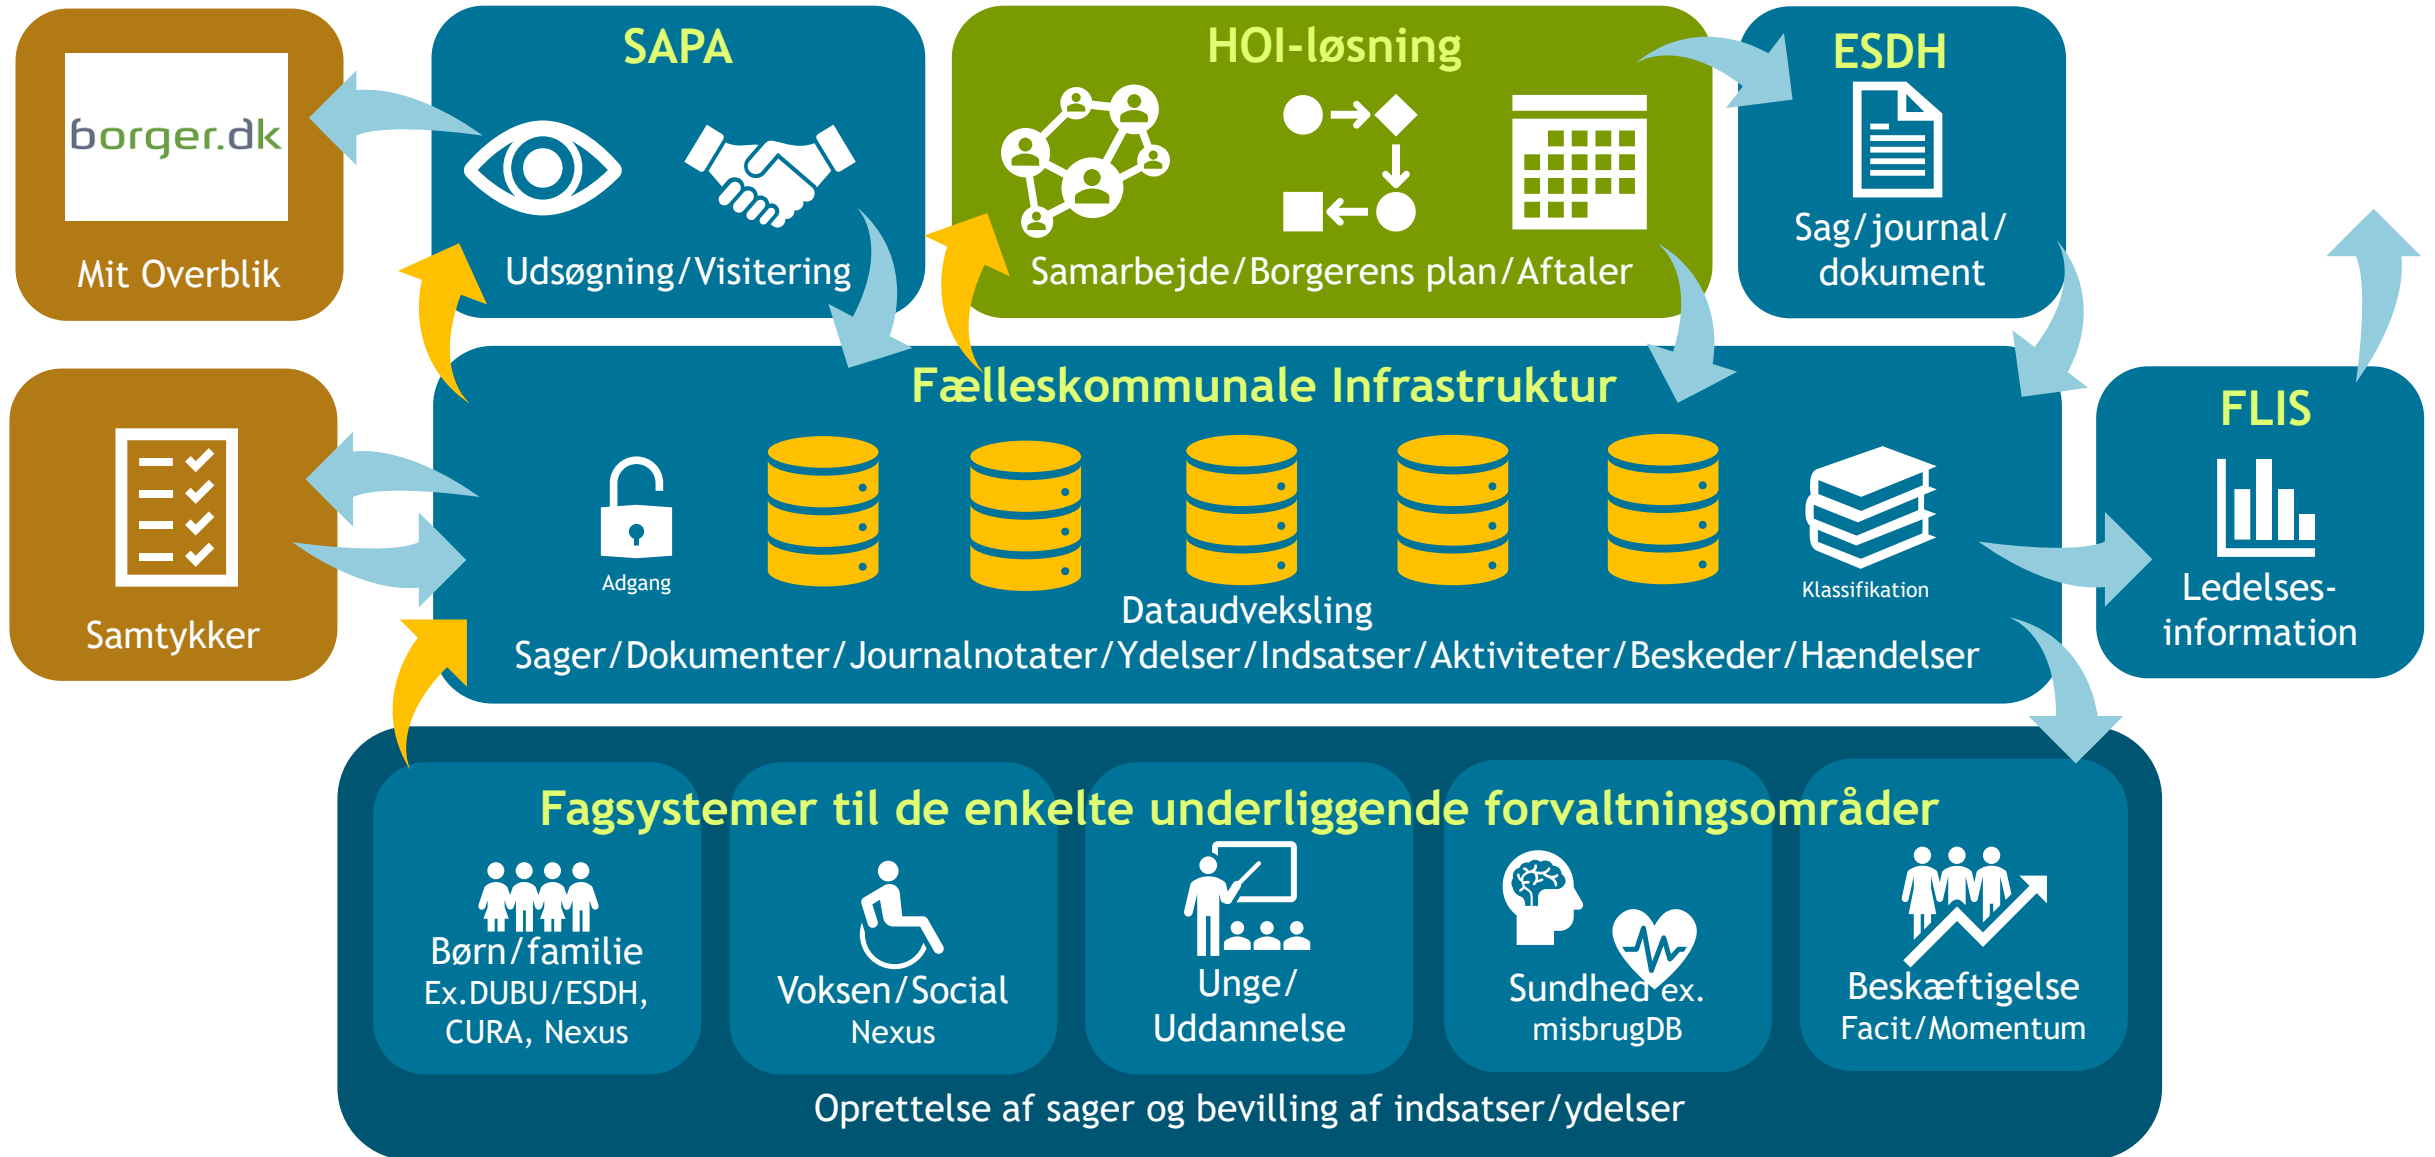 borger.dk
Mit Overblik
SAPA
Udsøgning/Visitering
HOI-løsning
Samarbejde/Borgerens plan/Aftaler
ESDH
Sag/journal/
dokument
Samtykker
Fælleskommunale Infrastruktur
Adgang
Klassifikation
Dataudveksling
Sager/Dokumenter/Journalnotater/Ydelser/Indsatser/Aktiviteter/Beskeder/Hændelser
FLIS
Ledelses-
information
Fagsystemer til de enkelte underliggende forvaltningsområder
Børn/familie
Ex.DUBU/ESDH,
CURA, Nexus
Voksen/Social
Nexus
Unge/
Uddannelse
Sundhed ex.
misbrugDB
Beskæftigelse
Facit/Momentum
Oprettelse af sager og bevilling af indsatser/ydelser